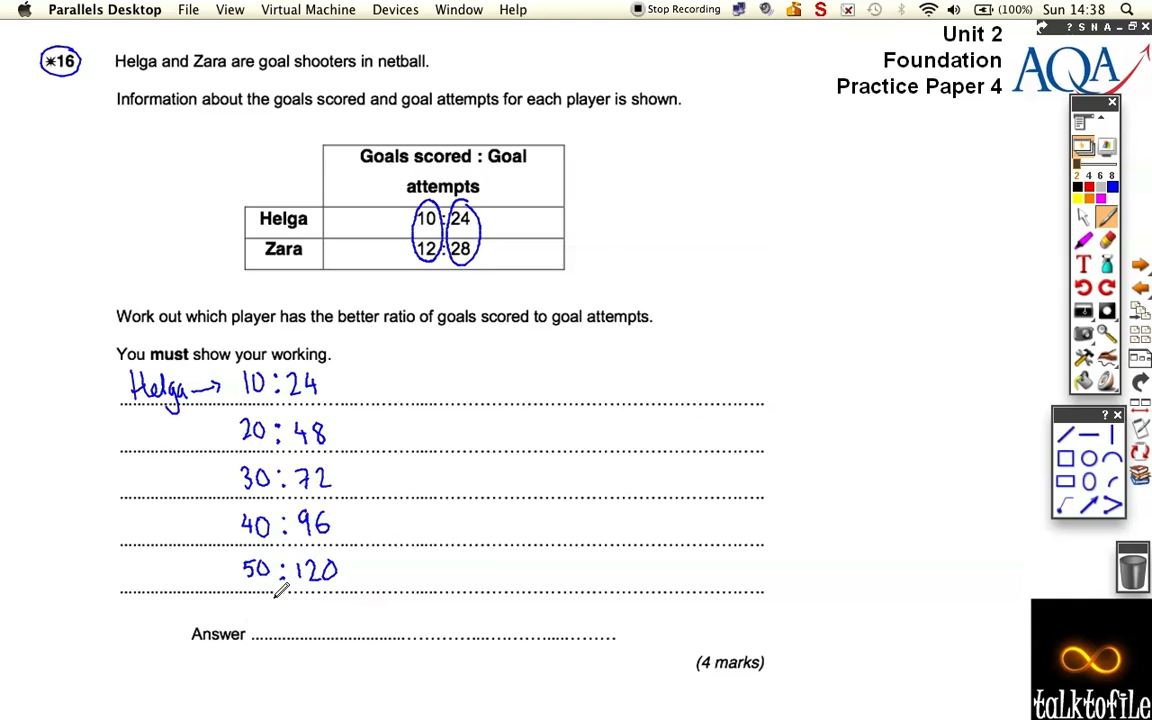 Parallels Desktop File View Virtual Machine Devices Window Help Stop Recording S (100%) Sun 14:38
? S N A
Unit 2
Foundation
Practice Paper 4
AQA
✶16 Helga and Zara are goal shooters in netball.
Information about the goals scored and goal attempts for each player is shown.
Goals scored : Goal
attempts
Helga 10 : 24
Zara 12 : 28
Work out which player has the better ratio of goals scored to goal attempts.
You must show your working.
Helga → 10 : 24
20 : 48
30 : 72
40 : 96
50 : 120
Answer ................................................................
(4 marks)
2 4 6 8
T
?
talktofile